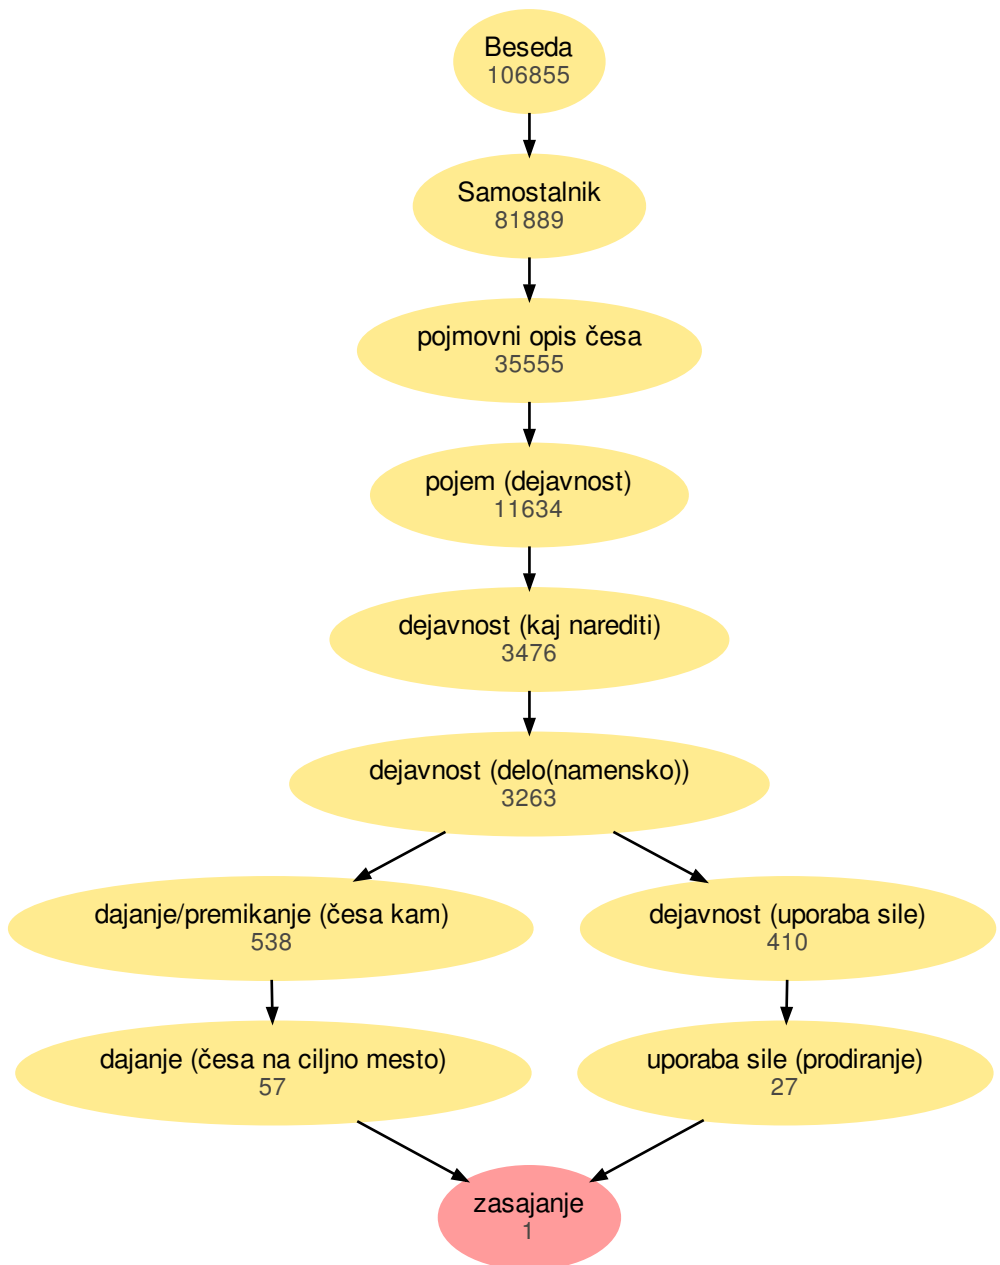 Beseda
106855
Samostalnik
81889
pojmovni opis česa
35555
pojem (dejavnost)
11634
dejavnost (kaj narediti)
3476
dejavnost (delo(namensko))
3263
dajanje/premikanje (česa kam)
538
dejavnost (uporaba sile)
410
dajanje (česa na ciljno mesto)
57
uporaba sile (prodiranje)
27
zasajanje
1